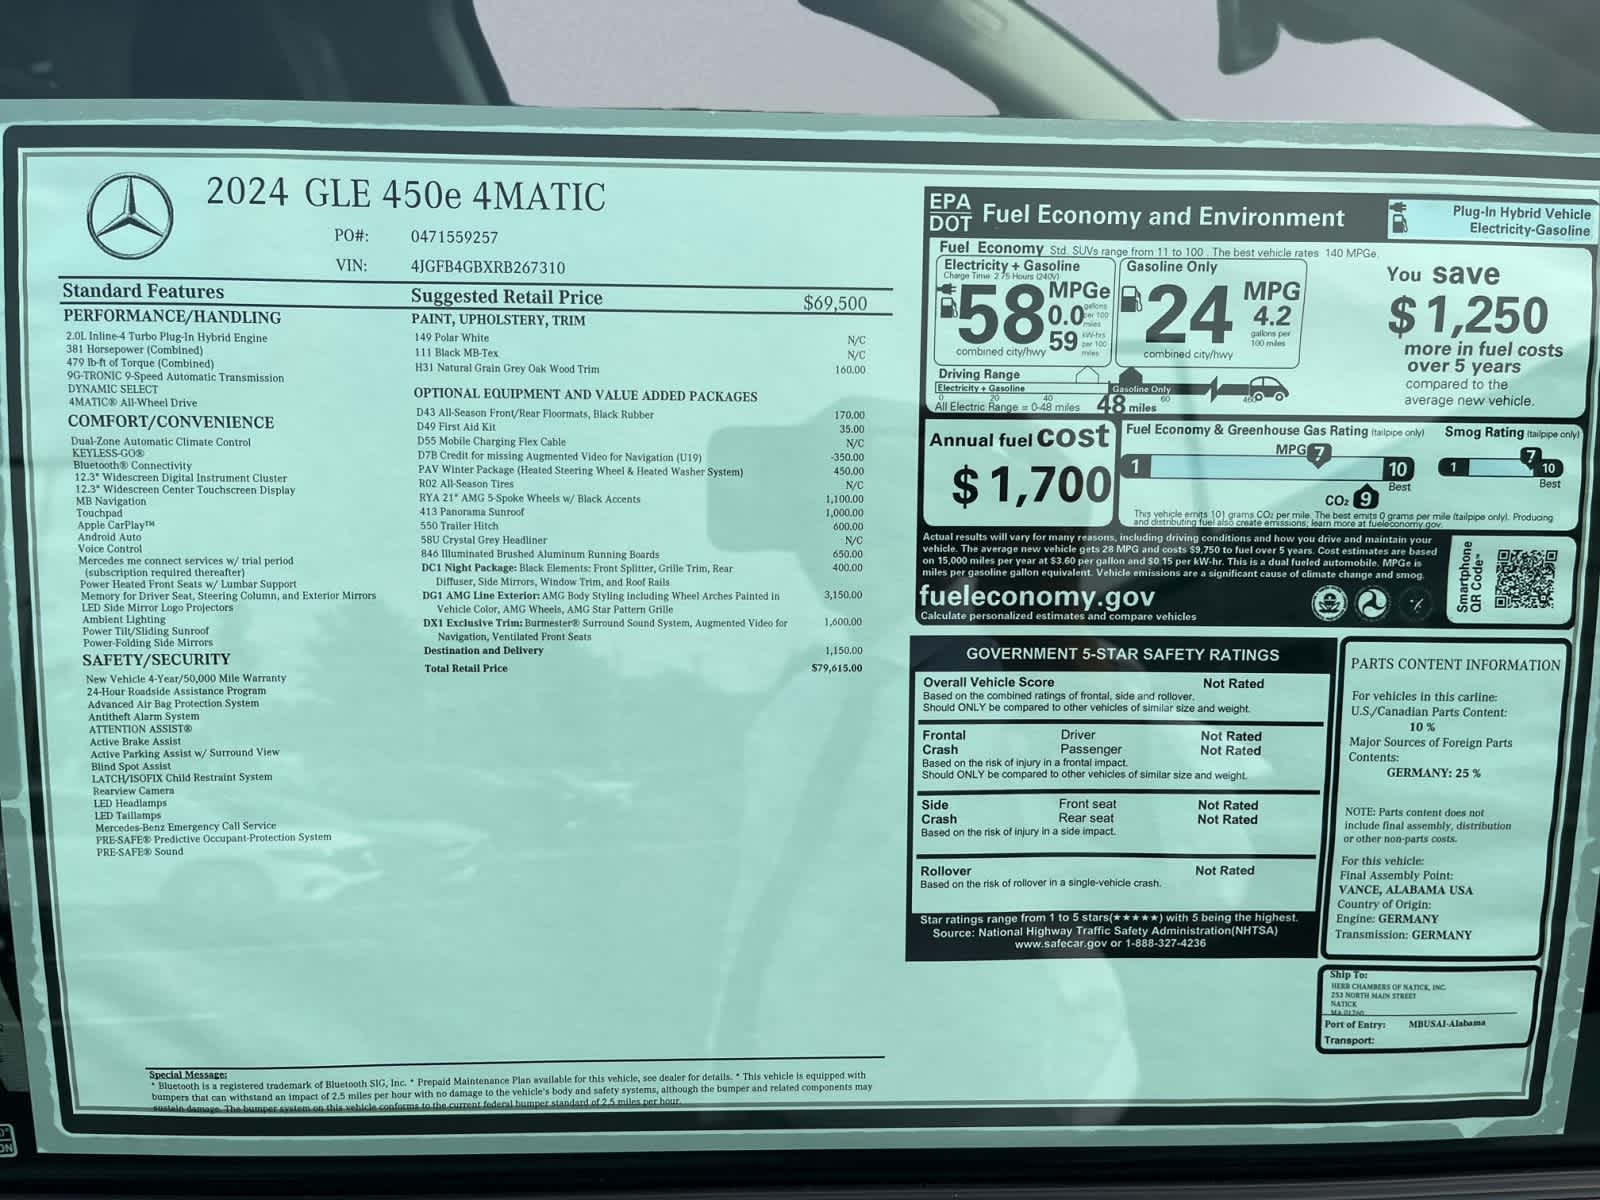 2024 GLE 450e 4MATIC
PO#: 0471559257
VIN: 4JGFB4GBXRB267310
Standard Features
PERFORMANCE/HANDLING
2.0L Inline-4 Turbo Plug-In Hybrid Engine
381 Horsepower (Combined)
479 lb-ft of Torque (Combined)
9G-TRONIC 9-Speed Automatic Transmission
DYNAMIC SELECT
4MATIC® All-Wheel Drive
COMFORT/CONVENIENCE
Dual-Zone Automatic Climate Control
KEYLESS-GO®
Bluetooth® Connectivity
12.3" Widescreen Digital Instrument Cluster
12.3" Widescreen Center Touchscreen Display
MB Navigation
Touchpad
Apple CarPlay™
Android Auto
Voice Control
Mercedes me connect services w/ trial period
(subscription required thereafter)
Power Heated Front Seats w/ Lumbar Support
Memory for Driver Seat, Steering Column, and Exterior Mirrors
LED Side Mirror Logo Projectors
Ambient Lighting
Power Tilt/Sliding Sunroof
Power-Folding Side Mirrors
SAFETY/SECURITY
New Vehicle 4-Year/50,000 Mile Warranty
24-Hour Roadside Assistance Program
Advanced Air Bag Protection System
Antitheft Alarm System
ATTENTION ASSIST®
Active Brake Assist
Active Parking Assist w/ Surround View
Blind Spot Assist
LATCH/ISOFIX Child Restraint System
Rearview Camera
LED Headlamps
LED Taillamps
Mercedes-Benz Emergency Call Service
PRE-SAFE® Predictive Occupant-Protection System
PRE-SAFE® Sound
Suggested Retail Price $69,500
PAINT, UPHOLSTERY, TRIM
149 Polar White N/C
111 Black MB-Tex N/C
H31 Natural Grain Grey Oak Wood Trim 160.00
OPTIONAL EQUIPMENT AND VALUE ADDED PACKAGES
D43 All-Season Front/Rear Floormats, Black Rubber 170.00
D49 First Aid Kit 35.00
D55 Mobile Charging Flex Cable N/C
D7B Credit for missing Augmented Video for Navigation (U19) -350.00
PAV Winter Package (Heated Steering Wheel & Heated Washer System) 450.00
R02 All-Season Tires N/C
RYA 21" AMG 5-Spoke Wheels w/ Black Accents 1,100.00
413 Panorama Sunroof 1,000.00
550 Trailer Hitch 600.00
58U Crystal Grey Headliner N/C
846 Illuminated Brushed Aluminum Running Boards 650.00
DC1 Night Package: Black Elements: Front Splitter, Grille Trim, Rear 400.00
Diffuser, Side Mirrors, Window Trim, and Roof Rails
DG1 AMG Line Exterior: AMG Body Styling including Wheel Arches Painted in 3,150.00
Vehicle Color, AMG Wheels, AMG Star Pattern Grille
DX1 Exclusive Trim: Burmester® Surround Sound System, Augmented Video for 1,600.00
Navigation, Ventilated Front Seats
Destination and Delivery 1,150.00
Total Retail Price $79,615.00
Special Message:
* Bluetooth is a registered trademark of Bluetooth SIG, Inc. * Prepaid Maintenance Plan available for this vehicle, see dealer for details. * This vehicle is equipped with
bumpers that can withstand an impact of 2.5 miles per hour with no damage to the vehicle's body and safety systems, although the bumper and related components may
sustain damage. The bumper system on this vehicle conforms to the current federal bumper standard of 2.5 miles per hour.
EPA
DOT
Fuel Economy and Environment
Plug-In Hybrid Vehicle
Electricity-Gasoline
Fuel Economy Std. SUVs range from 11 to 100 . The best vehicle rates 140 MPGe.
Electricity + Gasoline
Charge Time: 2.75 Hours (240V)
58 MPGe
0.0 gallons per 100 miles
59 kW-hrs per 100 miles
combined city/hwy
Gasoline Only
24 MPG
4.2
gallons per
100 miles
combined city/hwy
Driving Range
Electricity + Gasoline
Gasoline Only
0 20 40 60 460
All Electric Range = 0-48 miles
48 miles
You save
$1,250
more in fuel costs
over 5 years
compared to the
average new vehicle.
Annual fuel cost
$1,700
Fuel Economy & Greenhouse Gas Rating (tailpipe only)
MPG 7
1 10
Best
CO₂ 9
Smog Rating (tailpipe only)
7
1 10
Best
This vehicle emits 101 grams CO₂ per mile. The best emits 0 grams per mile (tailpipe only). Producing
and distributing fuel also create emissions; learn more at fueleconomy.gov.
Actual results will vary for many reasons, including driving conditions and how you drive and maintain your
vehicle. The average new vehicle gets 28 MPG and costs $9,750 to fuel over 5 years. Cost estimates are based
on 15,000 miles per year at $3.60 per gallon and $0.15 per kW-hr. This is a dual fueled automobile. MPGe is
miles per gasoline gallon equivalent. Vehicle emissions are a significant cause of climate change and smog.
fueleconomy.gov
Calculate personalized estimates and compare vehicles
Smartphone
QR Code™
GOVERNMENT 5-STAR SAFETY RATINGS
Overall Vehicle Score Not Rated
Based on the combined ratings of frontal, side and rollover.
Should ONLY be compared to other vehicles of similar size and weight.
Frontal Driver Not Rated
Crash Passenger Not Rated
Based on the risk of injury in a frontal impact.
Should ONLY be compared to other vehicles of similar size and weight.
Side Front seat Not Rated
Crash Rear seat Not Rated
Based on the risk of injury in a side impact.
Rollover Not Rated
Based on the risk of rollover in a single-vehicle crash.
Star ratings range from 1 to 5 stars(★★★★★) with 5 being the highest.
Source: National Highway Traffic Safety Administration(NHTSA)
www.safecar.gov or 1-888-327-4236
PARTS CONTENT INFORMATION
For vehicles in this carline:
U.S./Canadian Parts Content:
10 %
Major Sources of Foreign Parts
Contents:
GERMANY: 25 %
NOTE: Parts content does not
include final assembly, distribution
or other non-parts costs.
For this vehicle:
Final Assembly Point:
VANCE, ALABAMA USA
Country of Origin:
Engine: GERMANY
Transmission: GERMANY
Ship To:
HERB CHAMBERS OF NATICK, INC.
253 NORTH MAIN STREET
NATICK
MA 01760
Port of Entry: MBUSAI-Alabama
Transport: